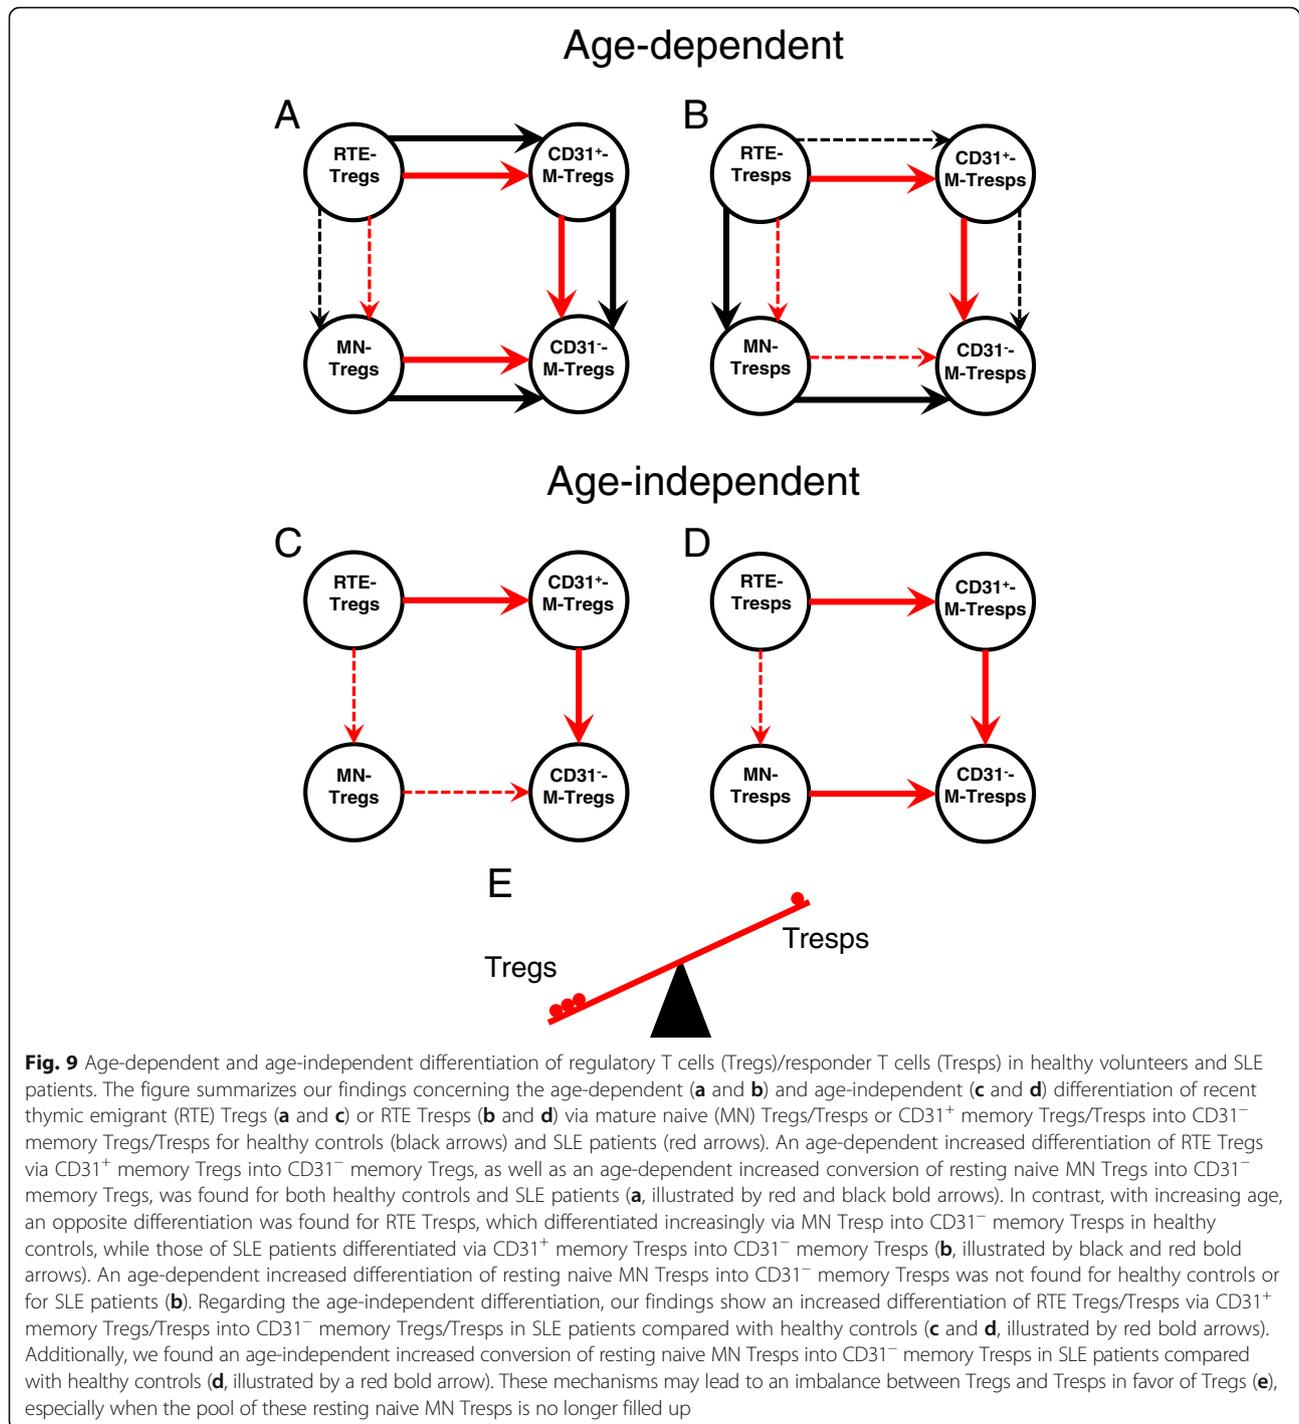 Age-dependent
A
B
RTE-
Tregs
CD31⁺-
M-Tregs
RTE-
Tresps
CD31⁺-
M-Tresps
MN-
Tregs
CD31⁻-
M-Tregs
MN-
Tresps
CD31⁻-
M-Tresps
Age-independent
C
D
RTE-
Tregs
CD31⁺-
M-Tregs
RTE-
Tresps
CD31⁺-
M-Tresps
MN-
Tregs
CD31⁻-
M-Tregs
MN-
Tresps
CD31⁻-
M-Tresps
E
Tresps
Tregs
Fig. 9 Age-dependent and age-independent differentiation of regulatory T cells (Tregs)/responder T cells (Tresps) in healthy volunteers and SLE
patients. The figure summarizes our findings concerning the age-dependent (a and b) and age-independent (c and d) differentiation of recent
thymic emigrant (RTE) Tregs (a and c) or RTE Tresps (b and d) via mature naive (MN) Tregs/Tresps or CD31⁺ memory Tregs/Tresps into CD31⁻
memory Tregs/Tresps for healthy controls (black arrows) and SLE patients (red arrows). An age-dependent increased differentiation of RTE Tregs
via CD31⁺ memory Tregs into CD31⁻ memory Tregs, as well as an age-dependent increased conversion of resting naive MN Tregs into CD31⁻
memory Tregs, was found for both healthy controls and SLE patients (a, illustrated by red and black bold arrows). In contrast, with increasing age,
an opposite differentiation was found for RTE Tresps, which differentiated increasingly via MN Tresp into CD31⁻ memory Tresps in healthy
controls, while those of SLE patients differentiated via CD31⁺ memory Tresps into CD31⁻ memory Tresps (b, illustrated by black and red bold
arrows). An age-dependent increased differentiation of resting naive MN Tresps into CD31⁻ memory Tresps was not found for healthy controls or
for SLE patients (b). Regarding the age-independent differentiation, our findings show an increased differentiation of RTE Tregs/Tresps via CD31⁺
memory Tregs/Tresps into CD31⁻ memory Tregs/Tresps in SLE patients compared with healthy controls (c and d, illustrated by red bold arrows).
Additionally, we found an age-independent increased conversion of resting naive MN Tresps into CD31⁻ memory Tresps in SLE patients compared
with healthy controls (d, illustrated by a red bold arrow). These mechanisms may lead to an imbalance between Tregs and Tresps in favor of Tregs (e),
especially when the pool of these resting naive MN Tresps is no longer filled up